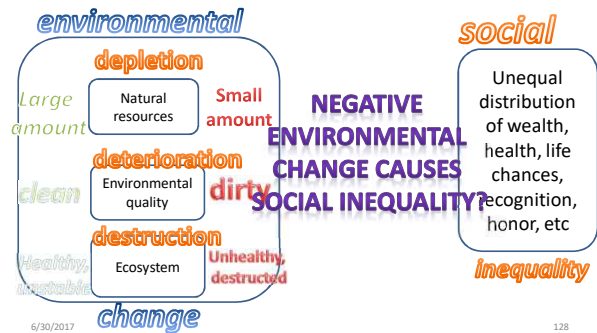 environmental
depletion
Large
amount
Natural
resources
Small
amount
deterioration
clean
Environmental
quality
dirty
destruction
Healthy,
unstable
Ecosystem
Unhealthy,
destructed
change
NEGATIVE
ENVIRONMENTAL
CHANGE CAUSES
SOCIAL INEQUALITY?
social
Unequal
distribution
of wealth,
health, life
chances,
recognition,
honor, etc
inequality
6/30/2017
128